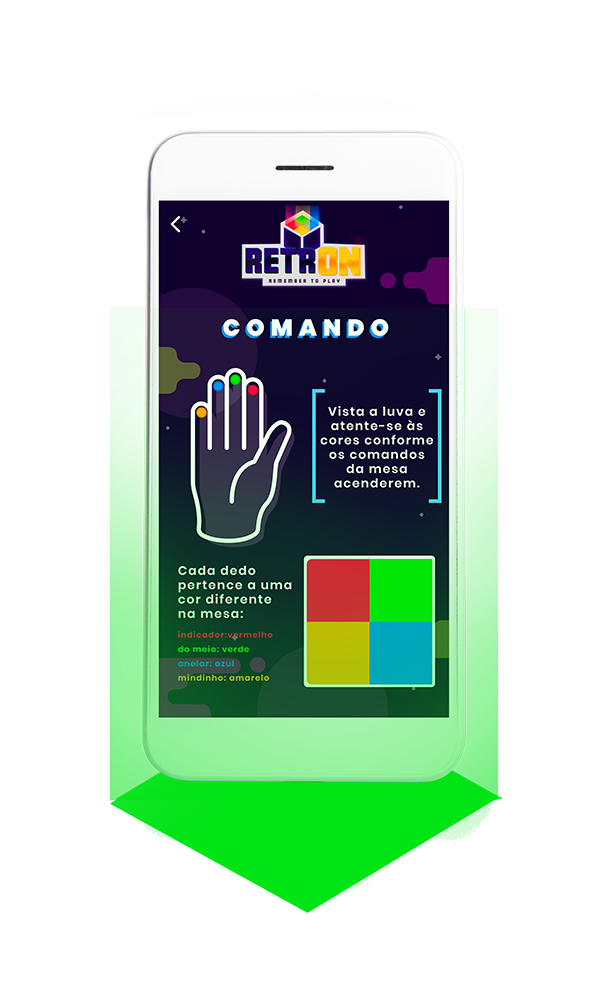 RETRON
REMEMBER TO PLAY
COMANDO
Vista a luva e
atente-se às
cores conforme
os comandos
da mesa
acenderem.
Cada dedo
pertence a uma
cor diferente
na mesa:
indicador:vermelho
do meio: verde
anelar: azul
mindinho: amarelo